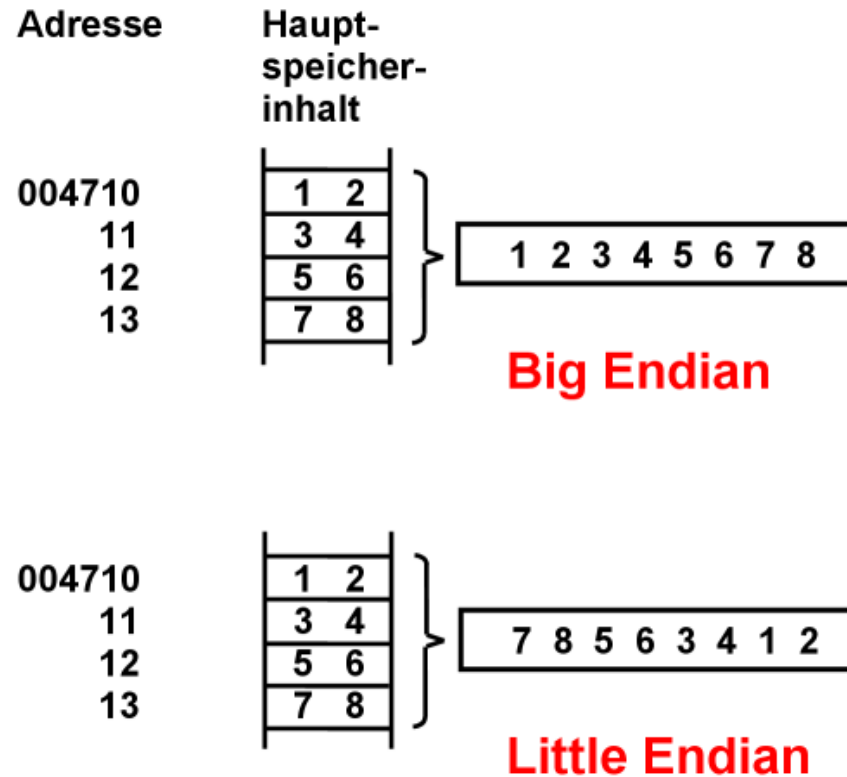 Adresse
Haupt-
speicher-
inhalt
004710 1 2
11 3 4
12 5 6
13 7 8
1 2 3 4 5 6 7 8
Big Endian
004710 1 2
11 3 4
12 5 6
13 7 8
7 8 5 6 3 4 1 2
Little Endian